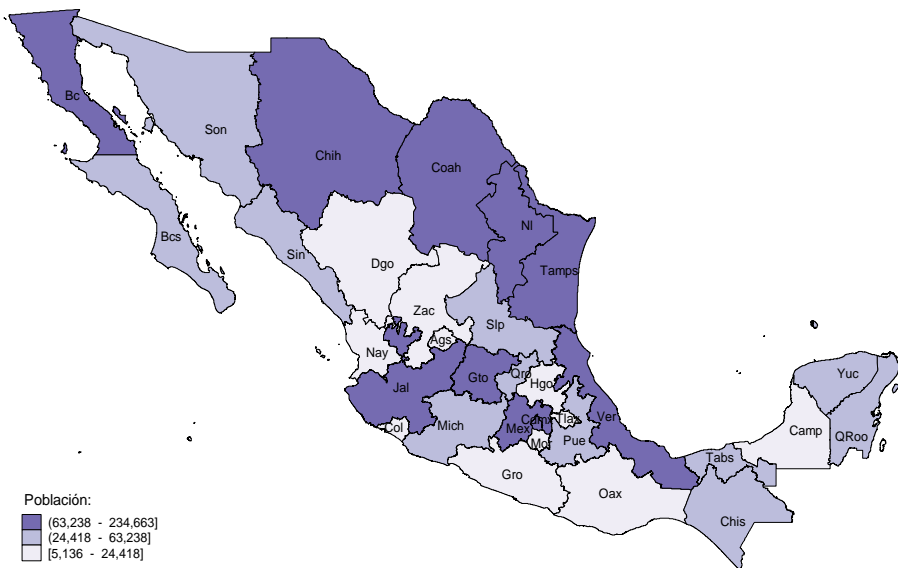 Bc
Son
Chih
Coah
Bcs
Sin
Nl
Dgo
Tamps
Zac
Slp
Ags
Nay
Qro
Yuc
Jal
Gto
Hgo
Ver
Col
Mich
Mex
Cdmx
Tlax
Mor
Pue
Camp
QRoo
Tabs
Gro
Oax
Chis
Población:
(63,238 - 234,663]
(24,418 - 63,238]
[5,136 - 24,418]